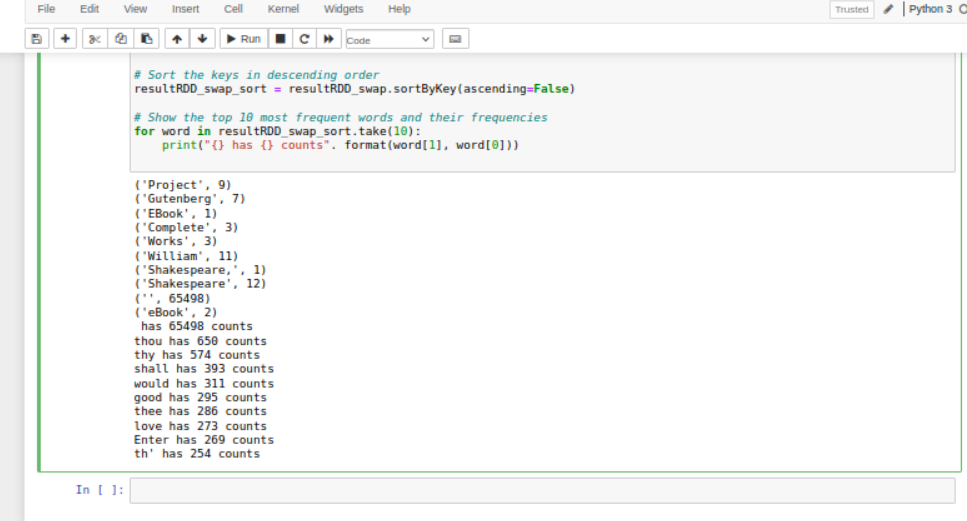 File Edit View Insert Cell Kernel Widgets Help Trusted Python 3
Run Code
# Sort the keys in descending order
resultRDD_swap_sort = resultRDD_swap.sortByKey(ascending=False)
# Show the top 10 most frequent words and their frequencies
for word in resultRDD_swap_sort.take(10):
    print("{} has {} counts". format(word[1], word[0]))
('Project', 9)
('Gutenberg', 7)
('EBook', 1)
('Complete', 3)
('Works', 3)
('William', 11)
('Shakespeare,', 1)
('Shakespeare', 12)
('', 65498)
('eBook', 2)
 has 65498 counts
thou has 650 counts
thy has 574 counts
shall has 393 counts
would has 311 counts
good has 295 counts
thee has 286 counts
love has 273 counts
Enter has 269 counts
th' has 254 counts
In [ ]: